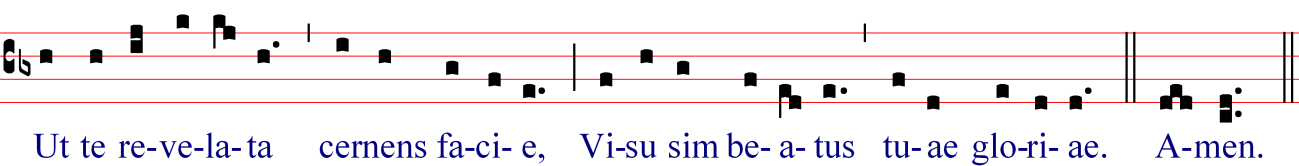 Ut te re-ve-la-ta cernens fa-ci- e, Vi-su sim be- a- tus tu- ae glo-ri- ae. A-men.